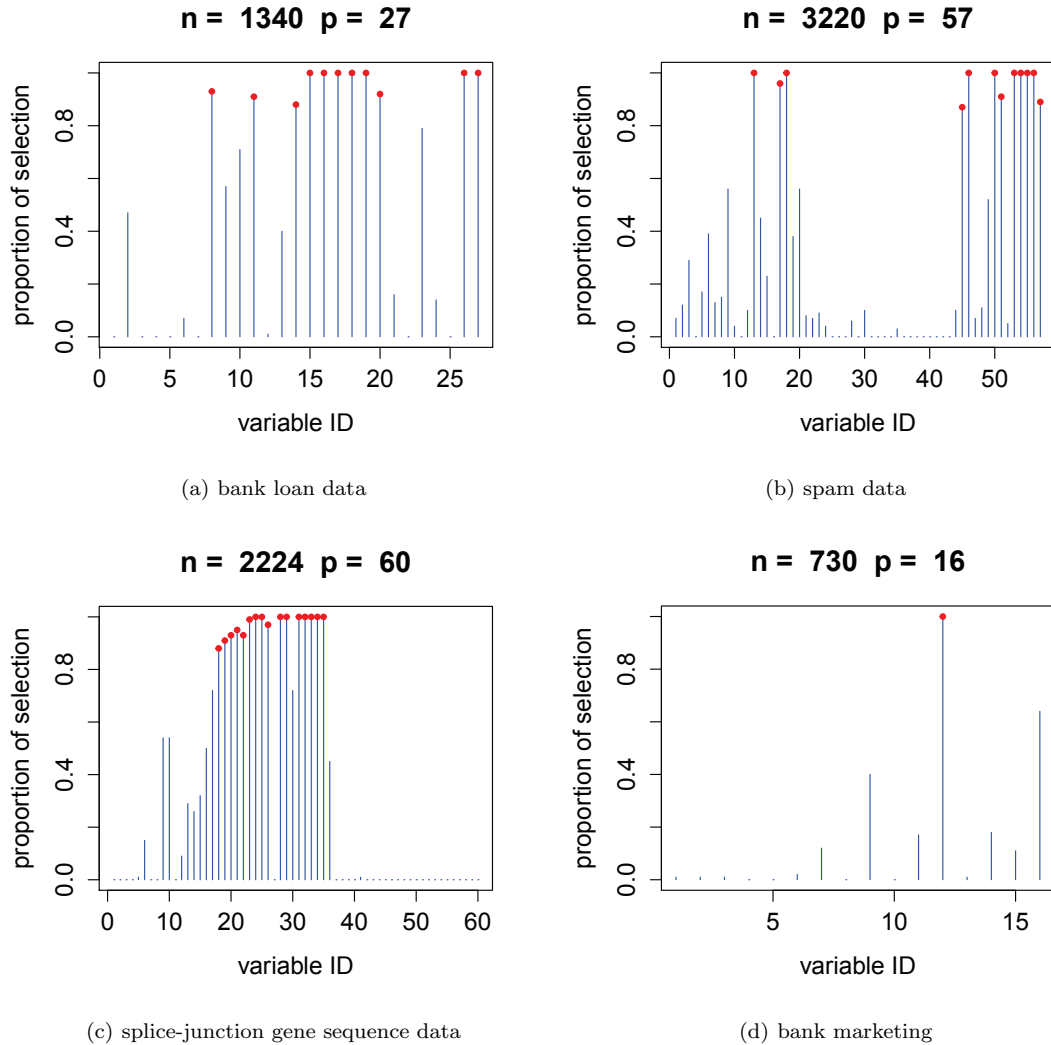 n =  1340  p =  27
proportion of selection
0.0 0.4 0.8
0 5 10 15 20 25
variable ID
(a) bank loan data
n =  3220  p =  57
proportion of selection
0.0 0.4 0.8
0 10 20 30 40 50
variable ID
(b) spam data
n =  2224  p =  60
proportion of selection
0.0 0.4 0.8
0 10 20 30 40 50 60
variable ID
(c) splice-junction gene sequence data
n =  730  p =  16
proportion of selection
0.0 0.4 0.8
5 10 15
variable ID
(d) bank marketing